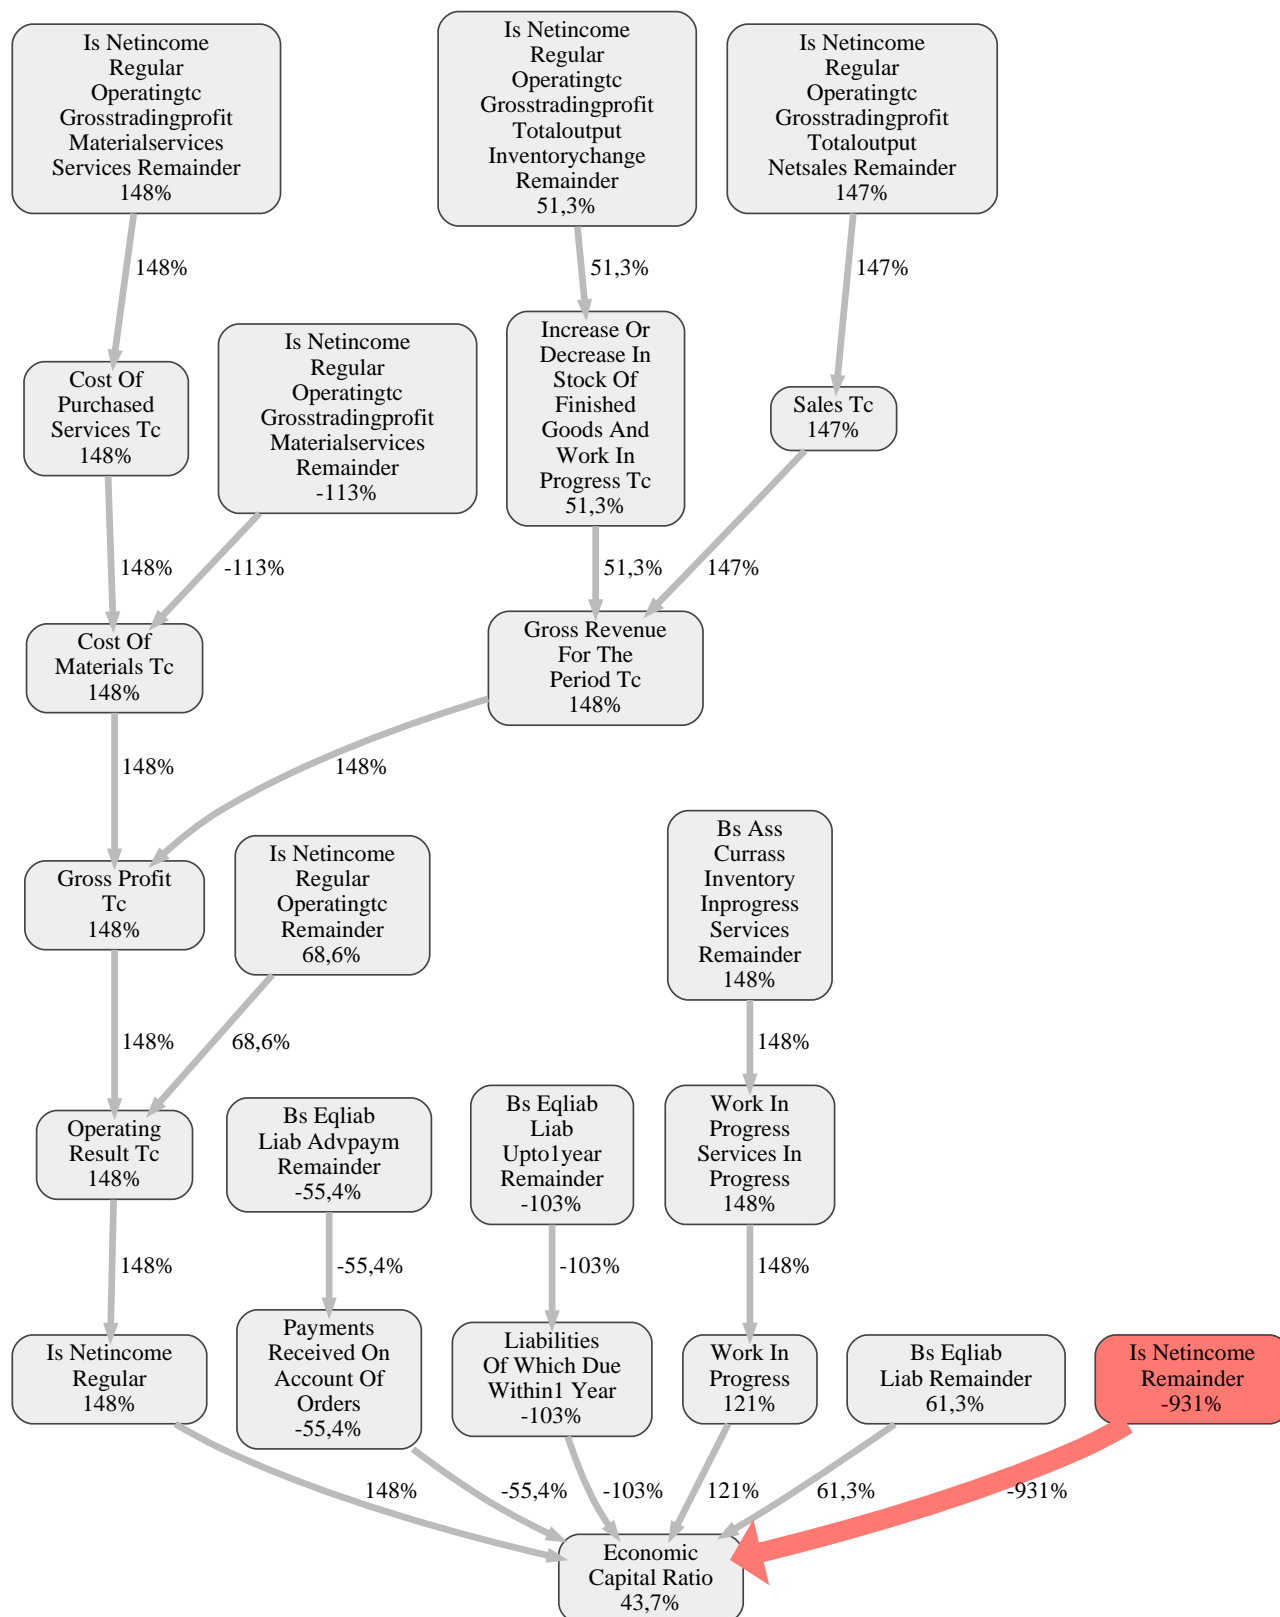 Is Netincome
Regular
Operatingtc
Grosstradingprofit
Materialservices
Services Remainder
148%
Is Netincome
Regular
Operatingtc
Grosstradingprofit
Totaloutput
Inventorychange
Remainder
51,3%
Is Netincome
Regular
Operatingtc
Grosstradingprofit
Totaloutput
Netsales Remainder
147%
148%
51,3%
147%
Cost Of
Purchased
Services Tc
148%
Is Netincome
Regular
Operatingtc
Grosstradingprofit
Materialservices
Remainder
-113%
Increase Or
Decrease In
Stock Of
Finished
Goods And
Work In
Progress Tc
51,3%
Sales Tc
147%
148%
-113%
51,3%
147%
Cost Of
Materials Tc
148%
Gross Revenue
For The
Period Tc
148%
148%
148%
Gross Profit
Tc
148%
Is Netincome
Regular
Operatingtc
Remainder
68,6%
Bs Ass
Currass
Inventory
Inprogress
Services
Remainder
148%
148%
68,6%
148%
Operating
Result Tc
148%
Bs Eqliab
Liab Advpaym
Remainder
-55,4%
Bs Eqliab
Liab
Upto1year
Remainder
-103%
Work In
Progress
Services In
Progress
148%
148%
-55,4%
-103%
148%
Is Netincome
Regular
148%
Payments
Received On
Account Of
Orders
-55,4%
Liabilities
Of Which Due
Within1 Year
-103%
Work In
Progress
121%
Bs Eqliab
Liab Remainder
61,3%
Is Netincome
Remainder
-931%
148%
-55,4%
-103%
121%
61,3%
-931%
Economic
Capital Ratio
43,7%